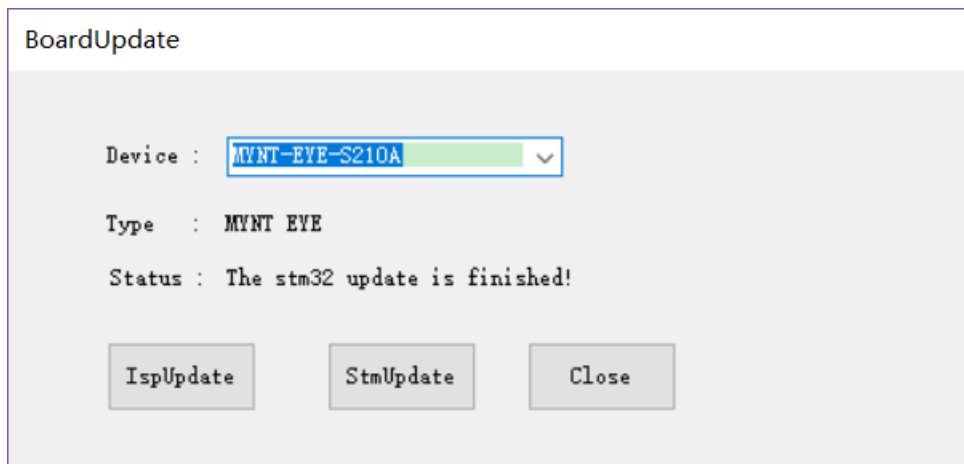 BoardUpdate
Device : MYNT-EYE-S210A
Type : MYNT EYE
Status : The stm32 update is finished!
IspUpdate StmUpdate Close